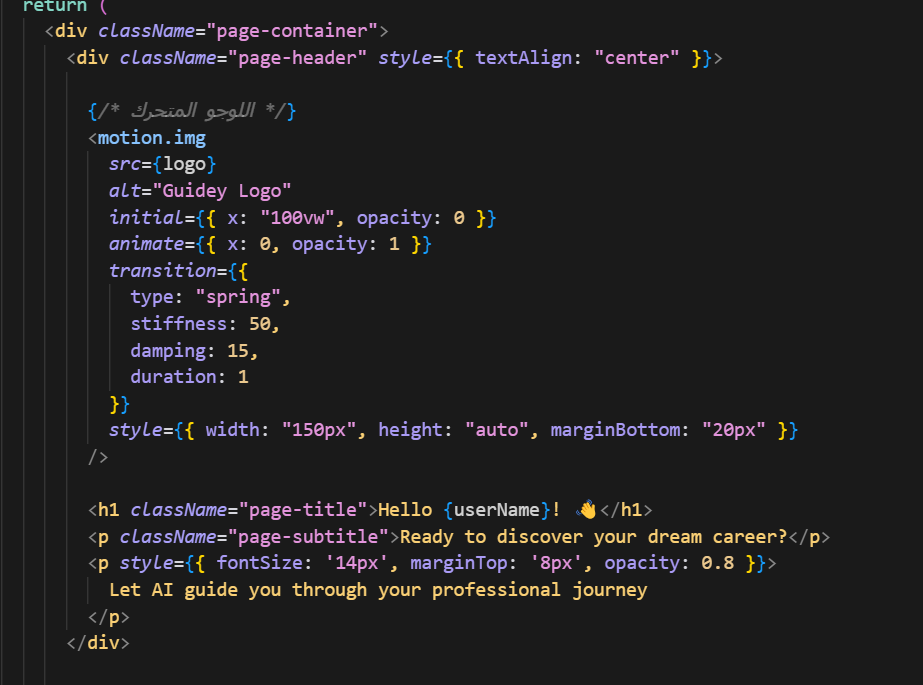 return (
<div className="page-container">
<div className="page-header" style={{ textAlign: "center" }}>
{/* اللوجو المتحرك */}
<motion.img
src={logo}
alt="Guidey Logo"
initial={{ x: "100vw", opacity: 0 }}
animate={{ x: 0, opacity: 1 }}
transition={{
type: "spring",
stiffness: 50,
damping: 15,
duration: 1
}}
style={{ width: "150px", height: "auto", marginBottom: "20px" }}
/>
<h1 className="page-title">Hello {userName}! 👋</h1>
<p className="page-subtitle">Ready to discover your dream career?</p>
<p style={{ fontSize: '14px', marginTop: '8px', opacity: 0.8 }}>
Let AI guide you through your professional journey
</p>
</div>